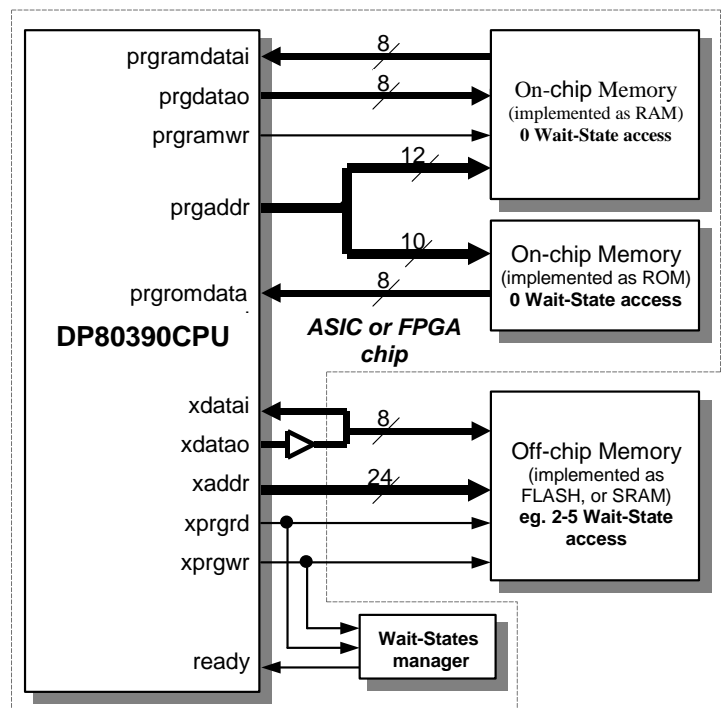 prgramdatai
8
prgdatao
8
prgramwr
On-chip Memory
(implemented as RAM)
0 Wait-State access
12
prgaddr
10
On-chip Memory
(implemented as ROM)
0 Wait-State access
prgromdata
8
DP80390CPU
ASIC or FPGA
chip
xdatai
8
xdatao
xaddr
24
xprgrd
xprgwr
Off-chip Memory
(implemented as
FLASH, or SRAM)
eg. 2-5 Wait-State
access
ready
Wait-States
manager